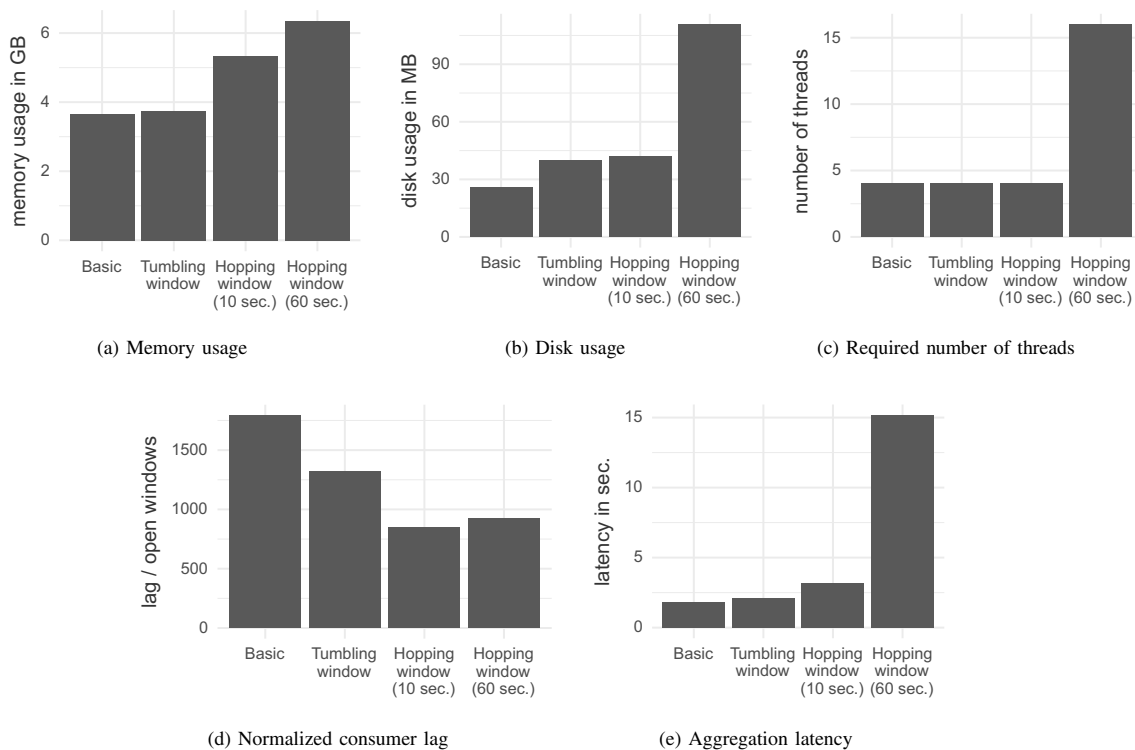 memory usage in GB
6
4
2
0
Basic
Tumbling
window
Hopping
window
(10 sec.)
Hopping
window
(60 sec.)
(a) Memory usage
disk usage in MB
90
60
30
0
Basic
Tumbling
window
Hopping
window
(10 sec.)
Hopping
window
(60 sec.)
(b) Disk usage
number of threads
15
10
5
0
Basic
Tumbling
window
Hopping
window
(10 sec.)
Hopping
window
(60 sec.)
(c) Required number of threads
lag / open windows
1500
1000
500
0
Basic
Tumbling
window
Hopping
window
(10 sec.)
Hopping
window
(60 sec.)
(d) Normalized consumer lag
latency in sec.
15
10
5
0
Basic
Tumbling
window
Hopping
window
(10 sec.)
Hopping
window
(60 sec.)
(e) Aggregation latency